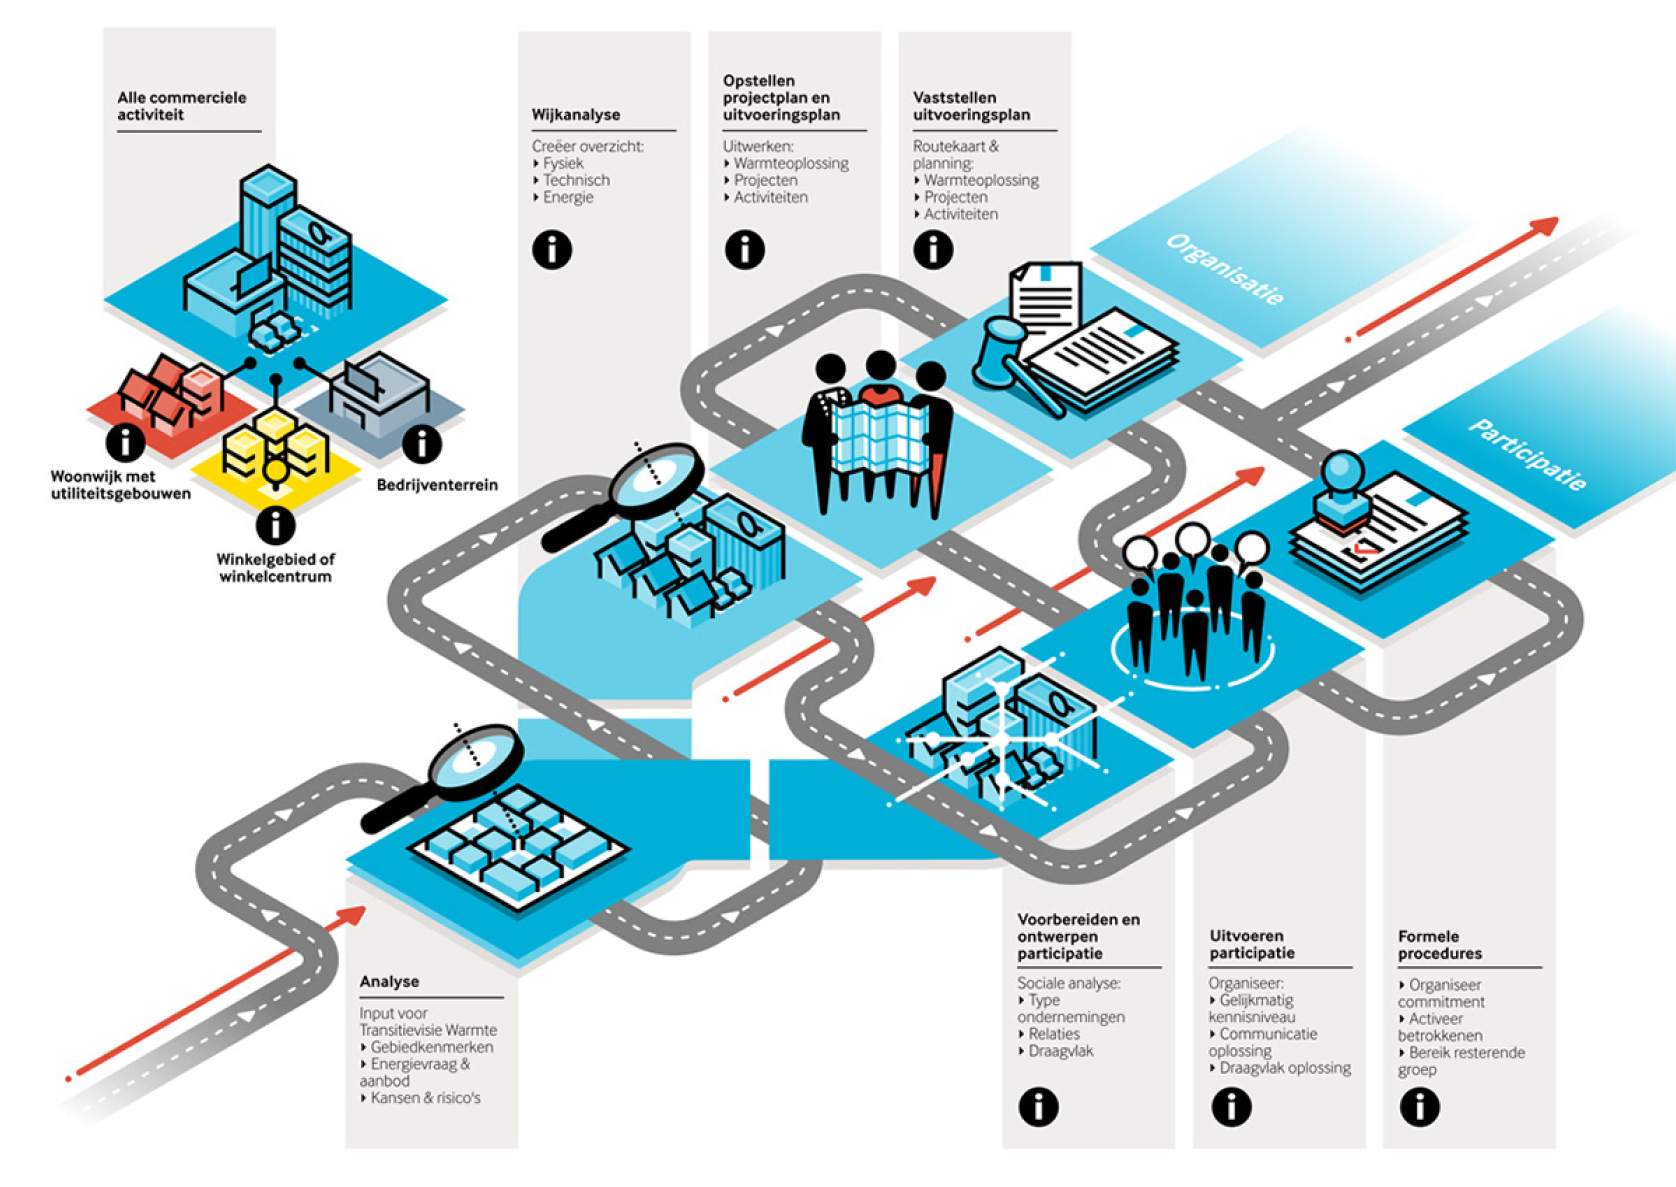 Alle commerciele
activiteit
Woonwijk met
utiliteitsgebouwen
Winkelgebied of
winkelcentrum
Bedrijventerrein
Wijkanalyse
Creëer overzicht:
Fysiek
Technisch
Energie
Opstellen
projectplan en
uitvoeringsplan
Uitwerken:
Warmteoplossing
Projecten
Activiteiten
Vaststellen
uitvoeringsplan
Routekaart &
planning:
Warmteoplossing
Projecten
Activiteiten
Organisatie
Participatie
Analyse
Input voor
Transitievisie Warmte
Gebiedkenmerken
Energievraag &
aanbod
Kansen & risico's
Voorbereiden en
ontwerpen
participatie
Sociale analyse:
Type
ondernemingen
Relaties
Draagvlak
Uitvoeren
participatie
Organiseer:
Gelijkmatig
kennisniveau
Communicatie
oplossing
Draagvlak oplossing
Formele
procedures
Organiseer
commitment
Activeer
betrokkenen
Bereik resterende
groep